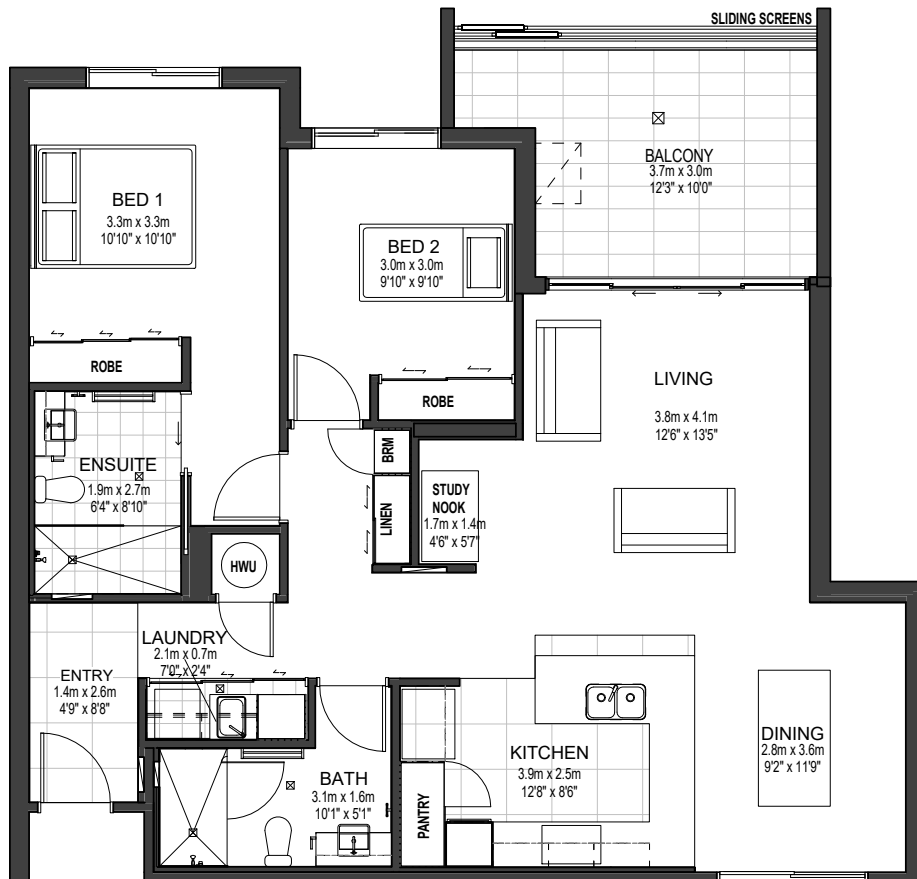 SLIDING SCREENS
BALCONY
3.7m x 3.0m
12'3" x 10'0"
BED 1
3.3m x 3.3m
10'10" x 10'10"
BED 2
3.0m x 3.0m
9'10" x 9'10"
ROBE
ROBE
LIVING
3.8m x 4.1m
12'6" x 13'5"
ENSUITE
1.9m x 2.7m
6'4" x 8'10"
BRM
LINEN
STUDY
NOOK
1.7m x 1.4m
4'6" x 5'7"
HWU
LAUNDRY
2.1m x 0.7m
7'0" x 2'4"
ENTRY
1.4m x 2.6m
4'9" x 8'8"
KITCHEN
3.9m x 2.5m
12'8" x 8'6"
DINING
2.8m x 3.6m
9'2" x 11'9"
BATH
3.1m x 1.6m
10'1" x 5'1"
PANTRY